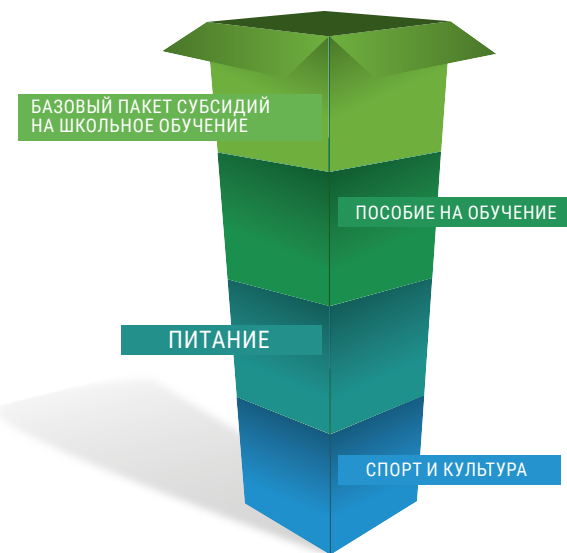 БАЗОВЫЙ ПАКЕТ СУБСИДИЙ
НА ШКОЛЬНОЕ ОБУЧЕНИЕ
ПОСОБИЕ НА ОБУЧЕНИЕ
ПИТАНИЕ
СПОРТ И КУЛЬТУРА